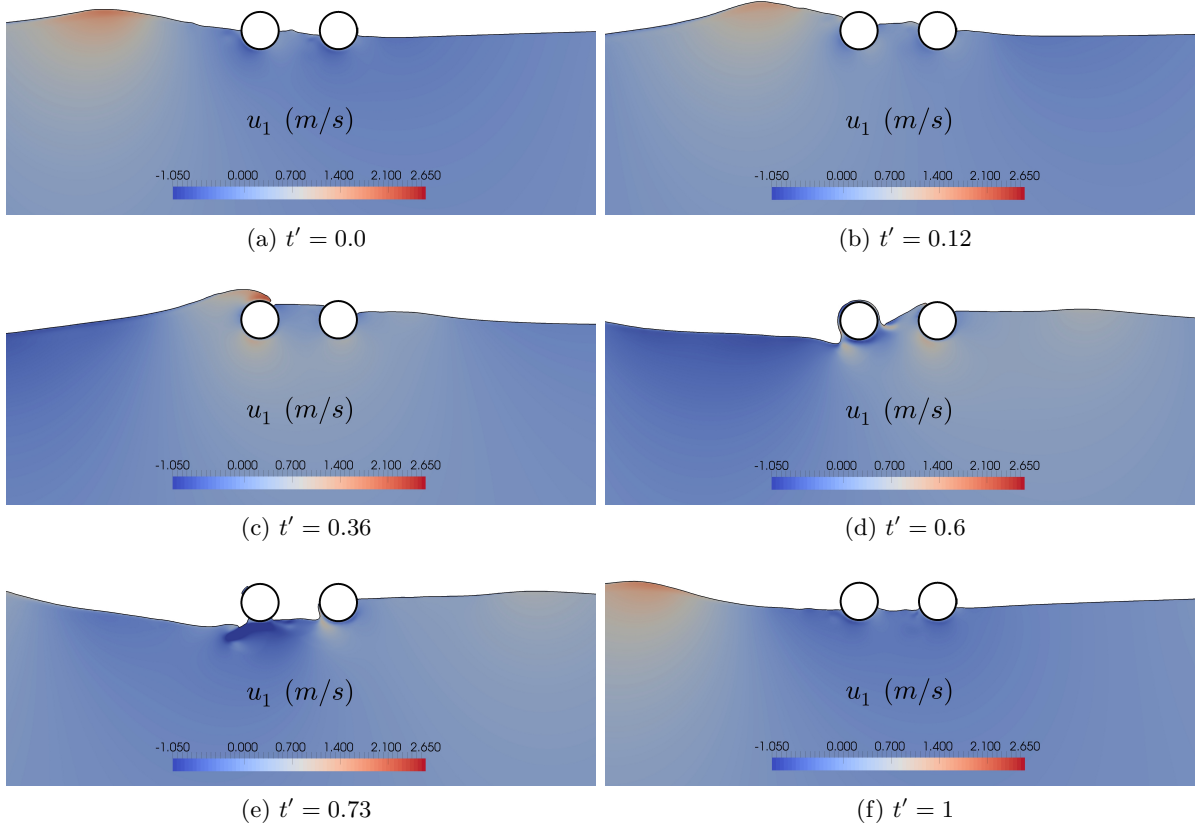 u₁ (m/s)
-1.050 0.000 0.700 1.400 2.100 2.650
(a) t′ = 0.0
u₁ (m/s)
-1.050 0.000 0.700 1.400 2.100 2.650
(b) t′ = 0.12
u₁ (m/s)
-1.050 0.000 0.700 1.400 2.100 2.650
(c) t′ = 0.36
u₁ (m/s)
-1.050 0.000 0.700 1.400 2.100 2.650
(d) t′ = 0.6
u₁ (m/s)
-1.050 0.000 0.700 1.400 2.100 2.650
(e) t′ = 0.73
u₁ (m/s)
-1.050 0.000 0.700 1.400 2.100 2.650
(f) t′ = 1